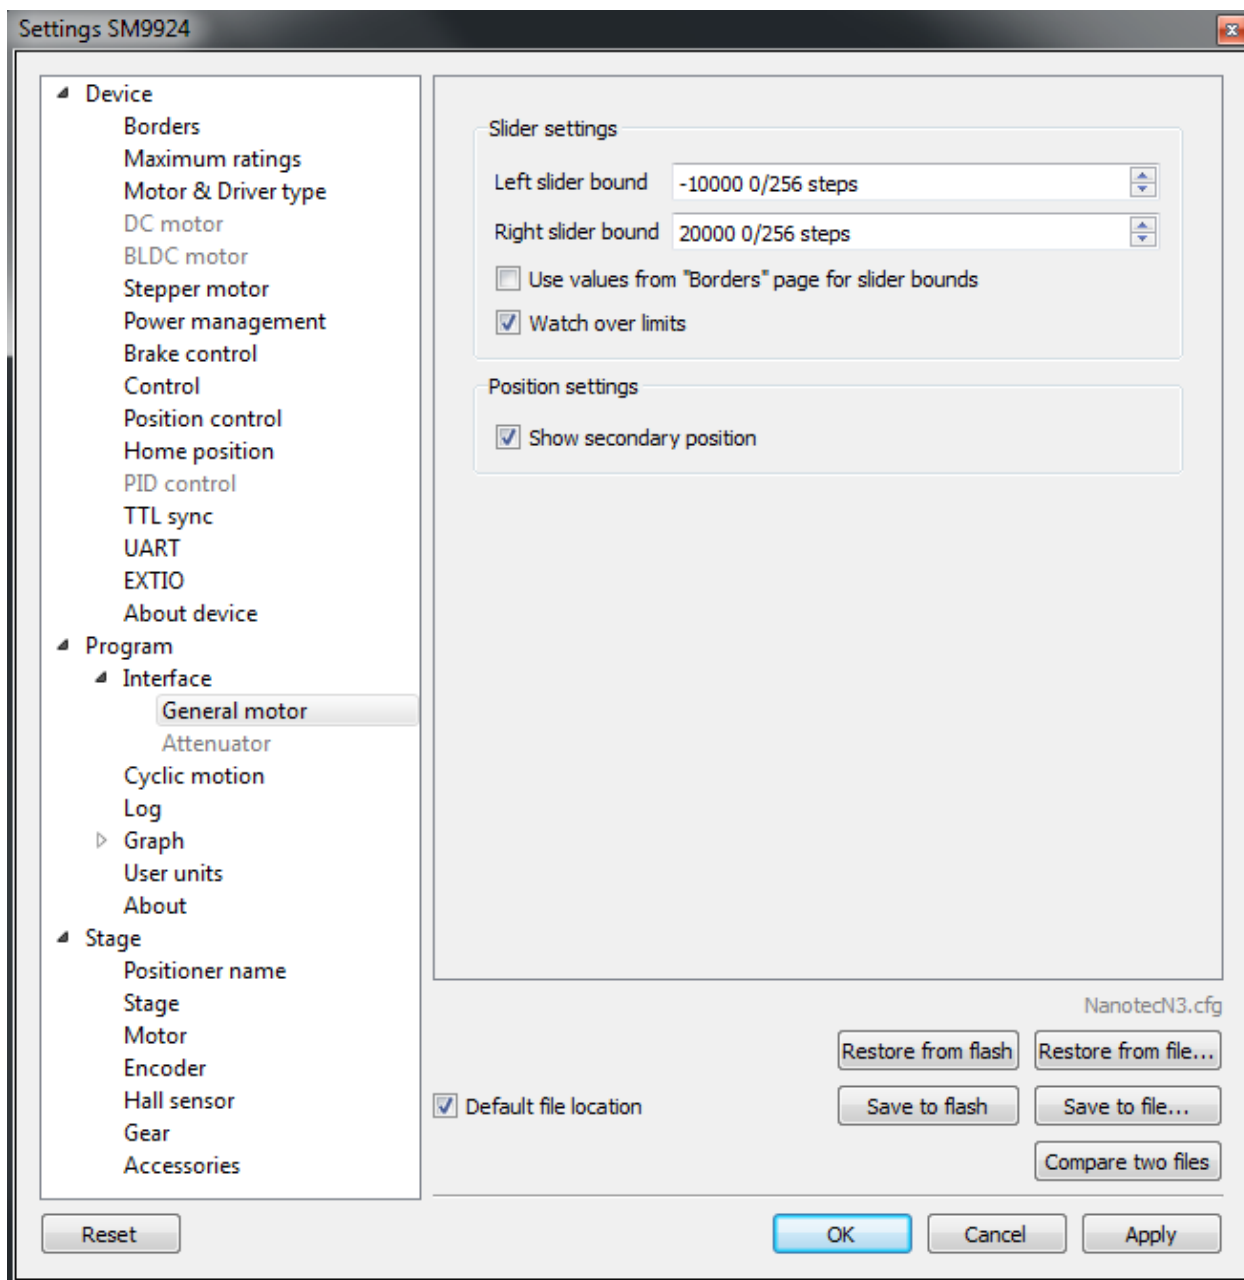 Settings SM9924
Device
Borders
Maximum ratings
Motor & Driver type
DC motor
BLDC motor
Stepper motor
Power management
Brake control
Control
Position control
Home position
PID control
TTL sync
UART
EXTIO
About device
Program
Interface
General motor
Attenuator
Cyclic motion
Log
Graph
User units
About
Stage
Positioner name
Stage
Motor
Encoder
Hall sensor
Gear
Accessories
Slider settings
Left slider bound -10000 0/256 steps
Right slider bound 20000 0/256 steps
Use values from "Borders" page for slider bounds
Watch over limits
Position settings
Show secondary position
NanotecN3.cfg
Restore from flash Restore from file...
Default file location Save to flash Save to file...
Compare two files
Reset OK Cancel Apply